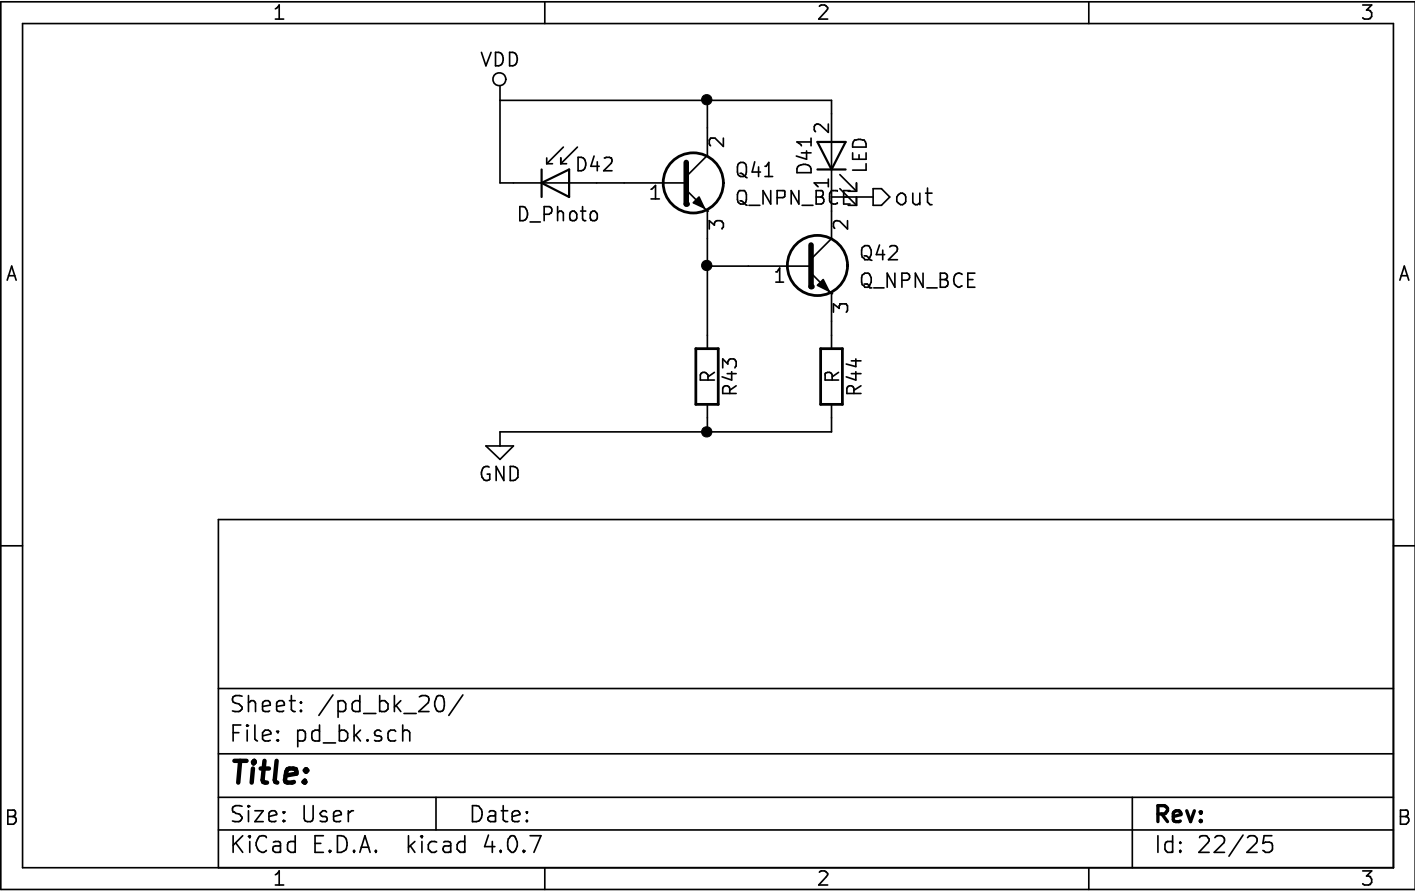 1 2 3
VDD
2
2
D42
D41
LED
Q41
1
1
Q_NPN_BCE
out
D_Photo
3
2
Q42
A
A
1
Q_NPN_BCE
3
R
R43
R
R44
GND
Sheet: /pd_bk_20/
File: pd_bk.sch
Title:
Size: User Date: Rev:
B
B
KiCad E.D.A. kicad 4.0.7 Id: 22/25
1 2 3